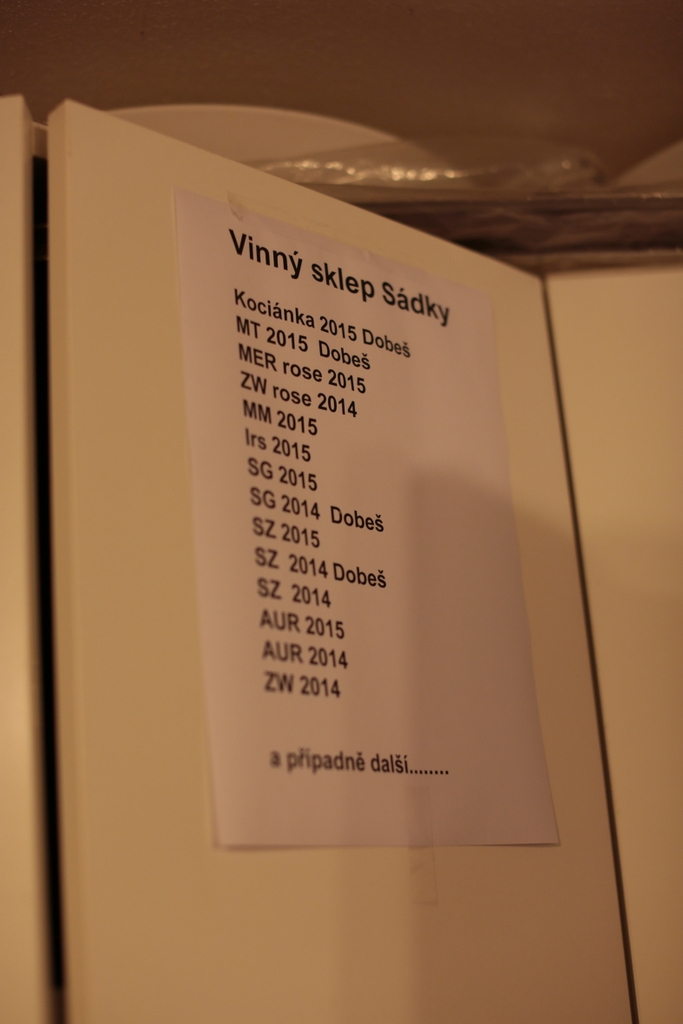 Vinný sklep Sádky
Kociánka 2015 Dobeš
MT 2015 Dobeš
MER rose 2015
ZW rose 2014
MM 2015
Irs 2015
SG 2015
SG 2014 Dobeš
SZ 2015
SZ 2014 Dobeš
SZ 2014
AUR 2015
AUR 2014
ZW 2014
a případně další........